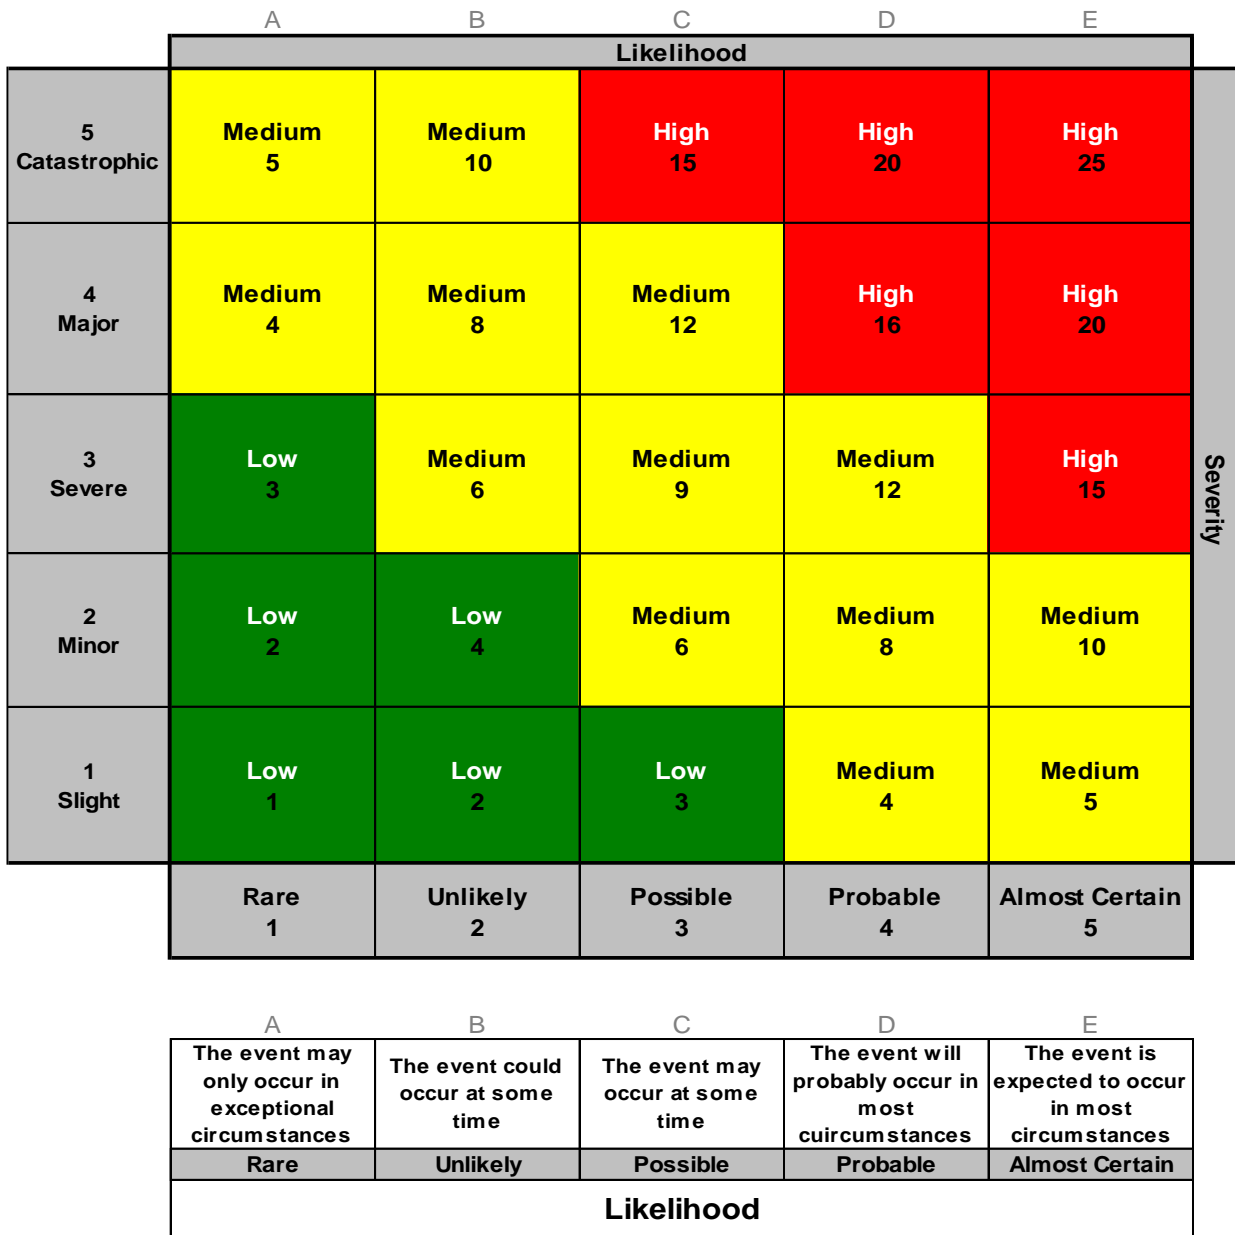 A B C D E
Likelihood
5 Medium Medium High High High
Catastrophic 5 10 15 20 25
4 Medium Medium Medium High High
Major 4 8 12 16 20
3 Low Medium Medium Medium High
Severe 3 6 9 12 15
Severity
2 Low Low Medium Medium Medium
Minor 2 4 6 8 10
1 Low Low Low Medium Medium
Slight 1 2 3 4 5
Rare Unlikely Possible Probable Almost Certain
1 2 3 4 5
A B C D E
The event may
only occur in
exceptional
circumstances
The event could
occur at some
time
The event may
occur at some
time
The event will
probably occur in
most
cuircumstances
The event is
expected to occur
in most
circumstances
Rare Unlikely Possible Probable Almost Certain
Likelihood